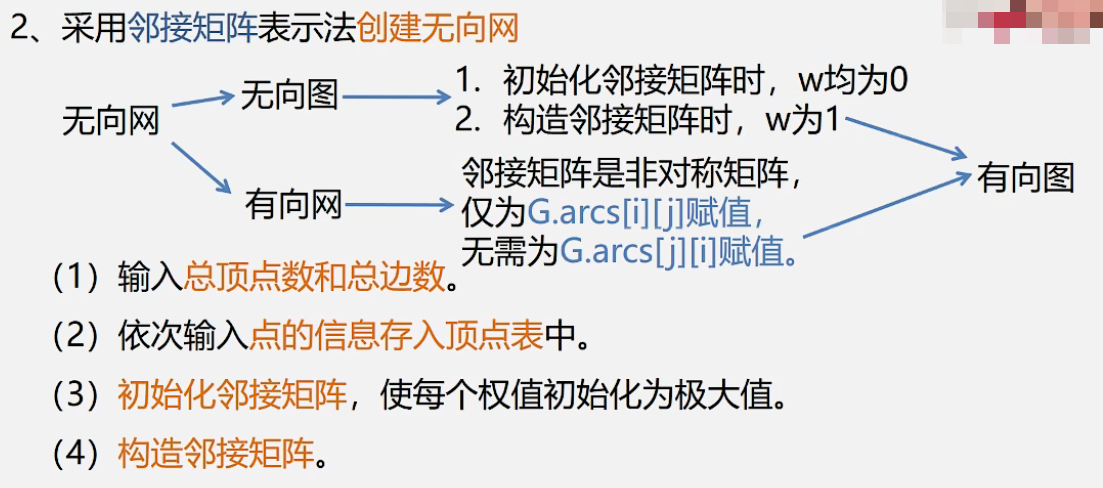 2、采用邻接矩阵表示法创建无向网
无向网
无向图
1. 初始化邻接矩阵时，w均为0
2. 构造邻接矩阵时，w为1
有向网
邻接矩阵是非对称矩阵，
仅为G.arcs[i][j]赋值，
无需为G.arcs[j][i]赋值。
有向图
（1）输入总顶点数和总边数。
（2）依次输入点的信息存入顶点表中。
（3）初始化邻接矩阵，使每个权值初始化为极大值。
（4）构造邻接矩阵。